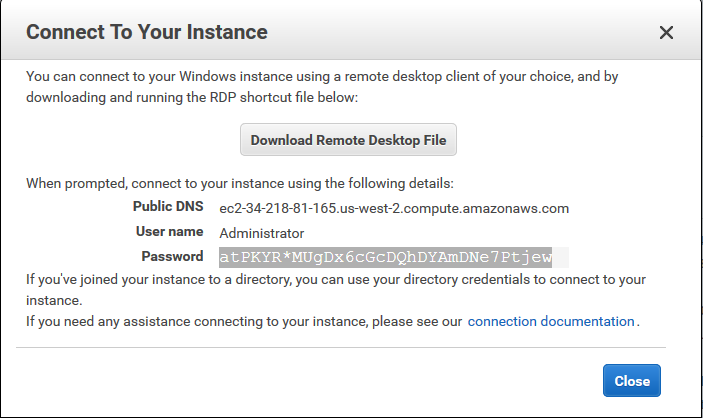 Connect To Your Instance
You can connect to your Windows instance using a remote desktop client of your choice, and by
downloading and running the RDP shortcut file below:
Download Remote Desktop File
When prompted, connect to your instance using the following details:
Public DNS ec2-34-218-81-165.us-west-2.compute.amazonaws.com
User name Administrator
Password atPKYR*MUgDx6cGcDQhDYAmDNe7Ptjew
If you've joined your instance to a directory, you can use your directory credentials to connect to your
instance.
If you need any assistance connecting to your instance, please see our connection documentation.
Close